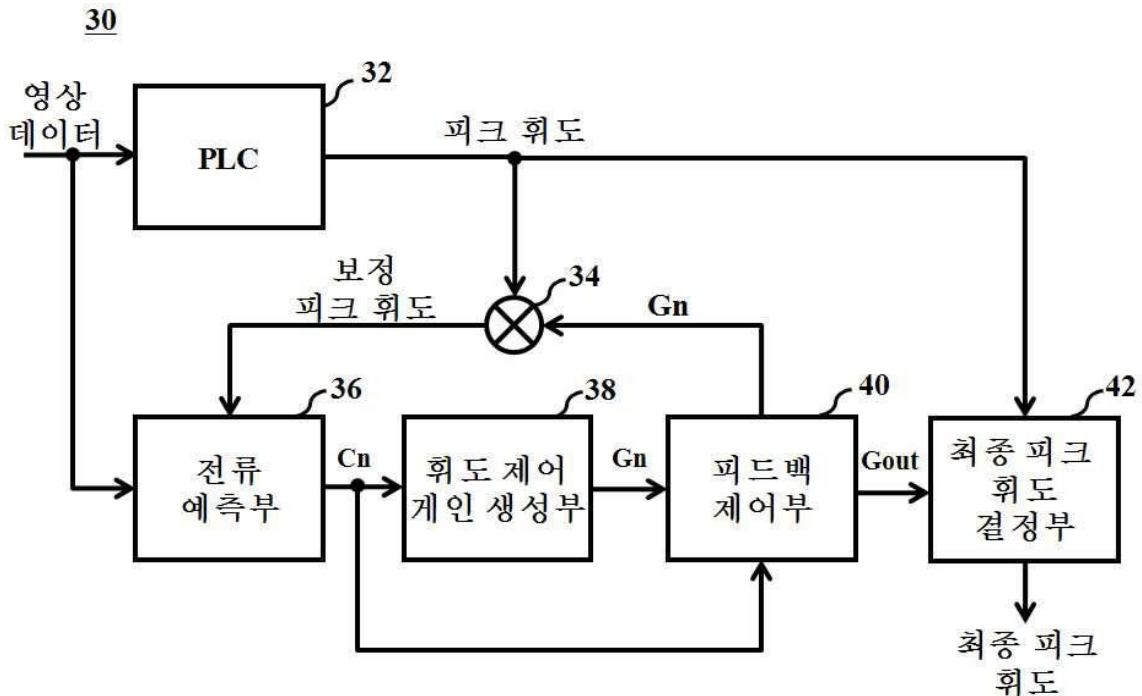 30
영상
데이터
32
PLC
피크 휘도
보정
피크 휘도
34
Gn
36
전류
예측부
Cn
38
휘도 제어
게인 생성부
Gn
40
피드백
제어부
Gout
42
최종 피크
휘도
결정부
최종 피크
휘도